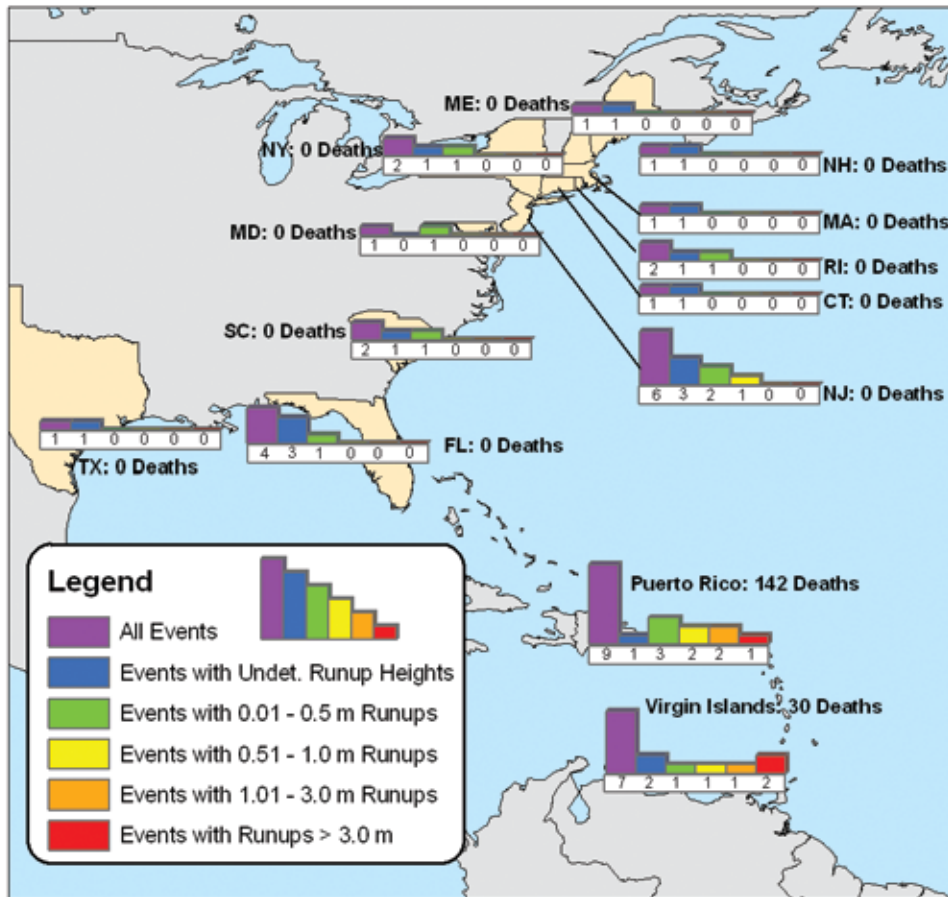 ME: 0 Deaths
1 1 0 0 0 0
NY: 0 Deaths
2 1 1 0 0 0
NH: 0 Deaths
1 1 0 0 0 0
MA: 0 Deaths
1 1 0 0 0 0
MD: 0 Deaths
1 0 1 0 0 0
RI: 0 Deaths
2 1 1 0 0 0
CT: 0 Deaths
1 1 0 0 0 0
SC: 0 Deaths
2 1 1 0 0 0
NJ: 0 Deaths
6 3 2 1 0 0
TX: 0 Deaths
1 1 0 0 0 0
FL: 0 Deaths
4 3 1 0 0 0
Legend
All Events
Events with Undet. Runup Heights
Events with 0.01 - 0.5 m Runups
Events with 0.51 - 1.0 m Runups
Events with 1.01 - 3.0 m Runups
Events with Runups > 3.0 m
Puerto Rico: 142 Deaths
9 1 3 2 2 1
Virgin Islands: 30 Deaths
7 2 1 1 1 2